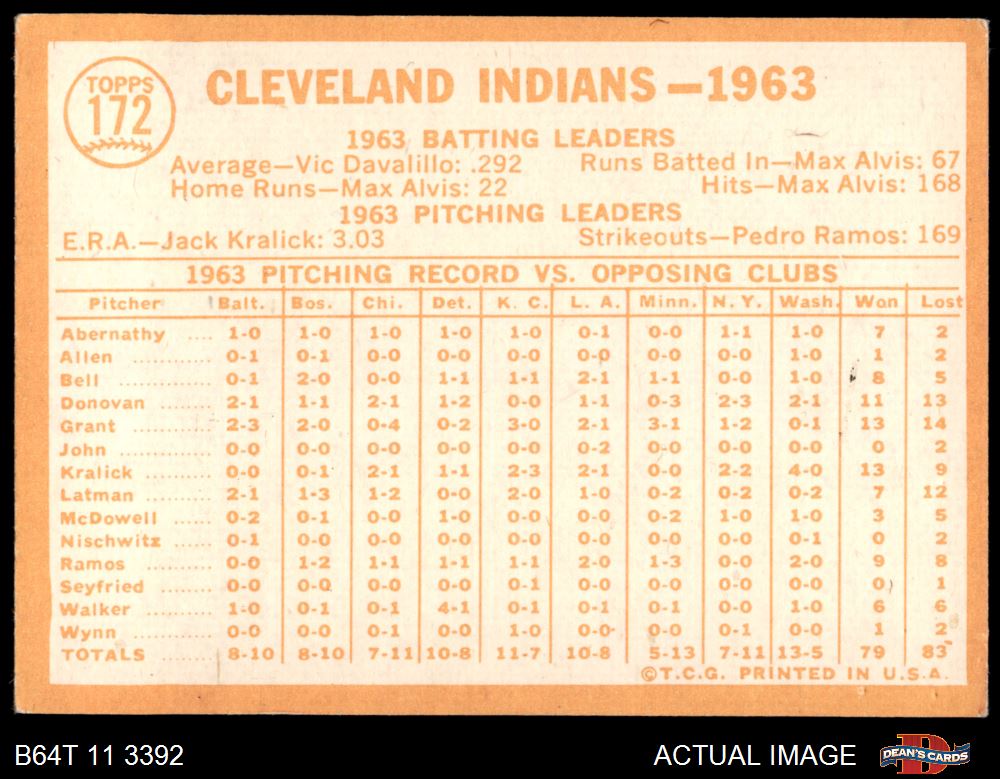 TOPPS
172
CLEVELAND INDIANS—1963
1963 BATTING LEADERS
Average—Vic Davalillo: .292 Runs Batted In—Max Alvis: 67
Home Runs—Max Alvis: 22 Hits—Max Alvis: 168
1963 PITCHING LEADERS
E.R.A.—Jack Kralick: 3.03 Strikeouts—Pedro Ramos: 169
1963 PITCHING RECORD VS. OPPOSING CLUBS
Pitcher Balt. Bos. Chi. Det. K. C. L. A. Minn. N. Y. Wash. Won Lost
Abernathy .... 1-0 1-0 1-0 1-0 1-0 0-1 0-0 1-1 1-0 7 2
Allen ............ 0-1 0-1 0-0 0-0 0-0 0-0 0-0 0-0 1-0 1 2
Bell .............. 0-1 2-0 0-0 1-1 1-1 2-1 1-1 0-0 1-0 8 5
Donovan ........ 2-1 1-1 2-1 1-2 0-0 1-1 0-3 2-3 2-1 11 13
Grant ............ 2-3 2-0 0-4 0-2 3-0 2-1 3-1 1-2 0-1 13 14
John .............. 0-0 0-0 0-0 0-0 0-0 0-2 0-0 0-0 0-0 0 2
Kralick .......... 0-0 0-1 2-1 1-1 2-3 2-1 0-0 2-2 4-0 13 9
Latman .......... 2-1 1-3 1-2 0-0 2-0 1-0 0-2 0-2 0-2 7 12
McDowell ...... 0-2 0-1 0-0 1-0 0-0 0-0 0-2 1-0 1-0 3 5
Nischwitz ...... 0-1 0-0 0-0 0-0 0-0 0-0 0-0 0-0 0-1 0 2
Ramos .......... 0-0 1-2 1-1 1-1 1-1 2-0 1-3 0-0 2-0 9 8
Seyfried ........ 0-0 0-0 0-0 0-0 0-1 0-0 0-0 0-0 0-0 0 1
Walker .......... 1-0 0-1 0-1 4-1 0-1 0-1 0-0 0-0 1-0 6 6
Wynn ............ 0-0 0-0 0-1 0-0 1-0 0-0 0-0 0-1 0-0 1 2
TOTALS ........ 8-10 8-10 7-11 10-8 11-7 10-8 5-13 7-11 13-5 79 83
©T.C.G. PRINTED IN U.S.A.
B64T 11 3392 ACTUAL IMAGE DEAN'S CARDS